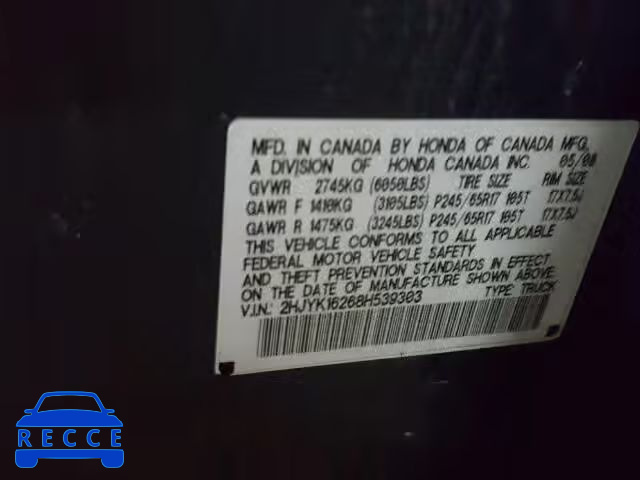 MFD. IN CANADA BY HONDA OF CANADA MFG.
A DIVISION OF HONDA CANADA INC. 05/08
GVWR 2745KG (6050LBS) TIRE SIZE RIM SIZE
GAWR F 1410KG (3105LBS) P245/65R17 105T 17X7.5J
GAWR R 1475KG (3245LBS) P245/65R17 105T 17X7.5J
THIS VEHICLE CONFORMS TO ALL APPLICABLE
FEDERAL MOTOR VEHICLE SAFETY
AND THEFT PREVENTION STANDARDS IN EFFECT
ON THE DATE OF MANUFACTURE SHOWN ABOVE.
V.I.N.: 2HJYK16268H539303 TYPE: TRUCK
IDEZZ.COM